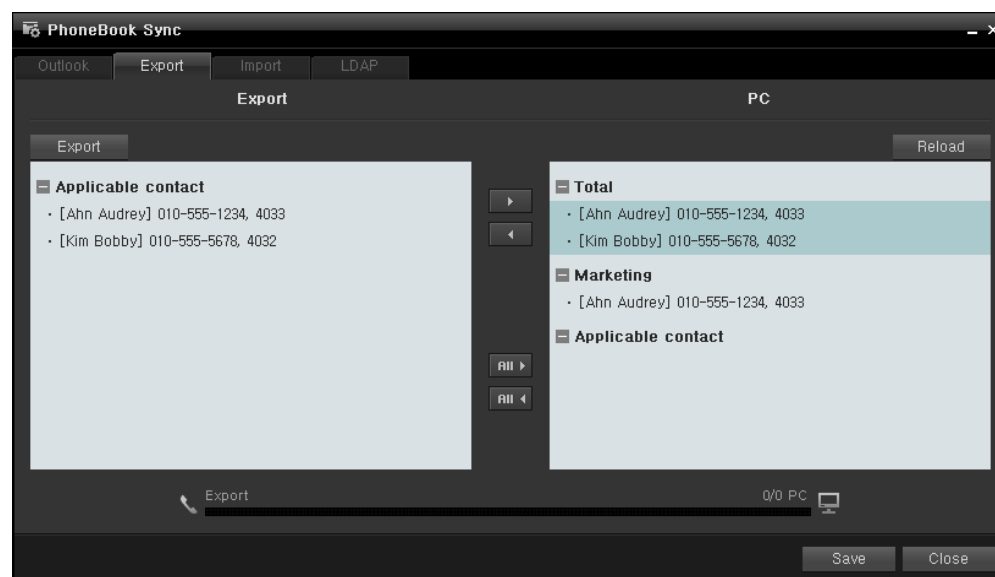 PhoneBook Sync
Outlook Export Import LDAP
Export PC
Export Reload
Applicable contact
· [Ahn Audrey] 010-555-1234, 4033
· [Kim Bobby] 010-555-5678, 4032
Total
· [Ahn Audrey] 010-555-1234, 4033
· [Kim Bobby] 010-555-5678, 4032
Marketing
· [Ahn Audrey] 010-555-1234, 4033
Applicable contact
All
All
Export 0/0 PC
Save Close